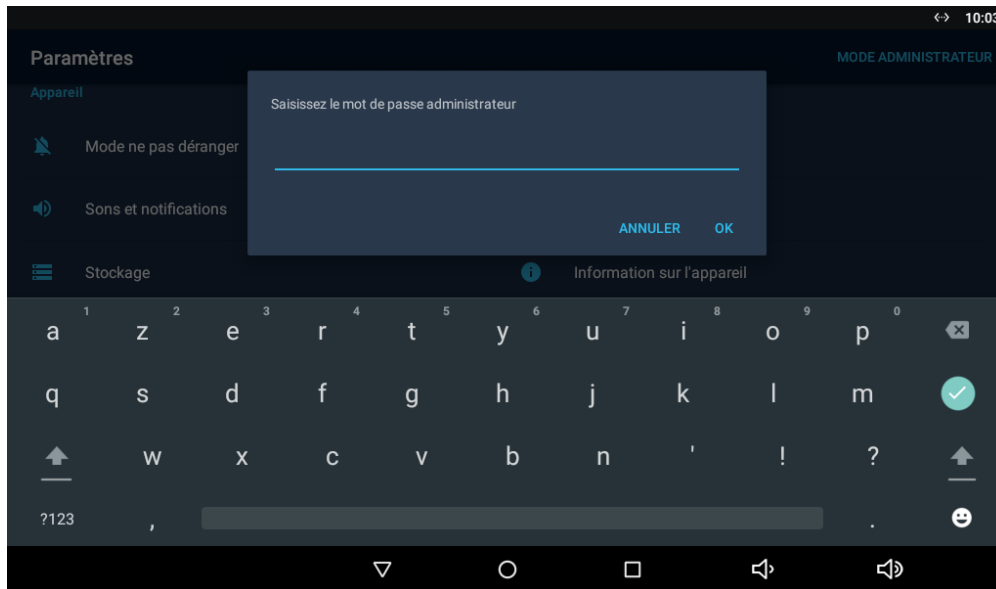 10:03
Paramètres
MODE ADMINISTRATEUR
Appareil
Saisissez le mot de passe administrateur
Mode ne pas déranger
Sons et notifications
ANNULER OK
Stockage
Information sur l'appareil
1 2 3 4 5 6 7 8 9 0
a z e r t y u i o p
q s d f g h j k l m
w x c v b n ' ! ?
?123 , .